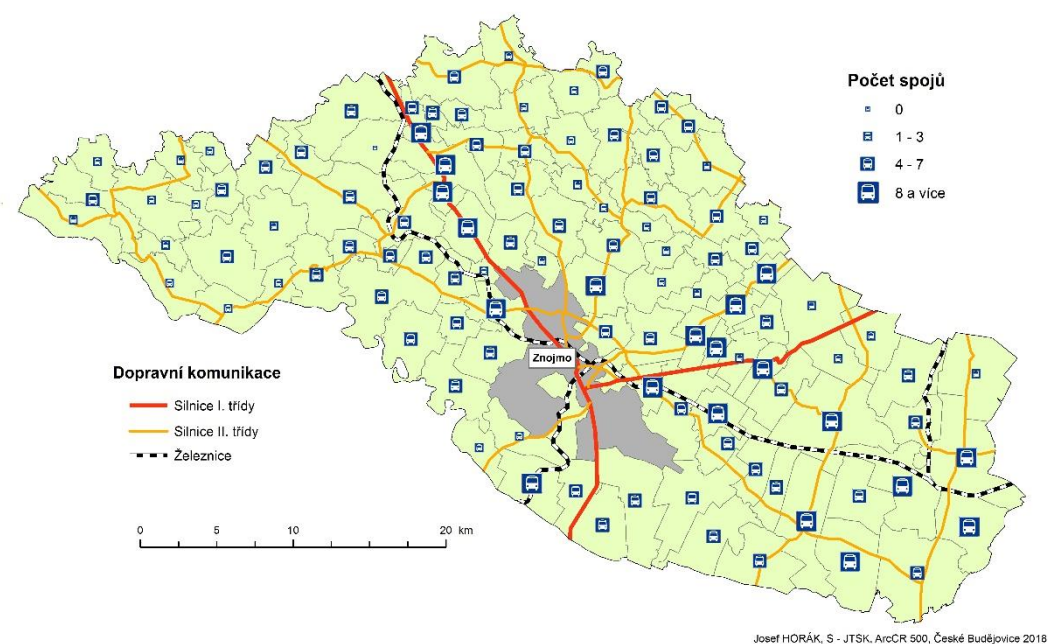 Počet spojů
0
1 - 3
4 - 7
8 a více
Znojmo
Dopravní komunikace
Silnice I. třídy
Silnice II. třídy
Železnice
0 5 10 20 km
Josef HORÁK, S - JTSK, ArcCR 500, České Budějovice 2018